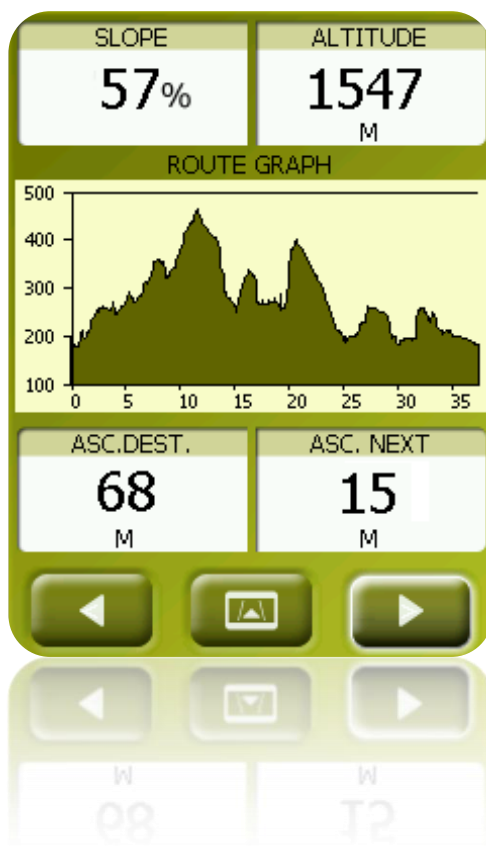 SLOPE
ALTITUDE
57%
1547
M
ROUTE GRAPH
500
400
300
200
100
0 5 10 15 20 25 30 35
ASC.DEST.
ASC. NEXT
68
15
M
M